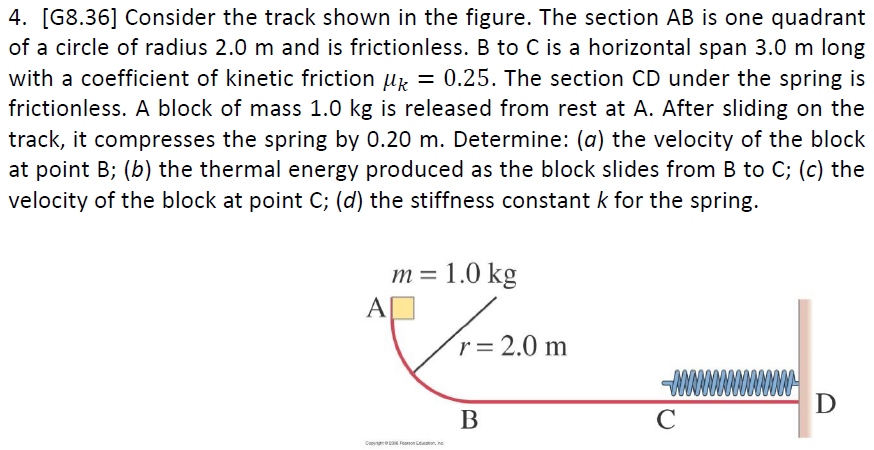 4. [G8.36] Consider the track shown in the figure. The section AB is one quadrant
of a circle of radius 2.0 m and is frictionless. B to C is a horizontal span 3.0 m long
with a coefficient of kinetic friction μₖ = 0.25. The section CD under the spring is
frictionless. A block of mass 1.0 kg is released from rest at A. After sliding on the
track, it compresses the spring by 0.20 m. Determine: (a) the velocity of the block
at point B; (b) the thermal energy produced as the block slides from B to C; (c) the
velocity of the block at point C; (d) the stiffness constant k for the spring.
m = 1.0 kg
A
r = 2.0 m
D
B
C
Copyright © 2005 Pearson Education, Inc.